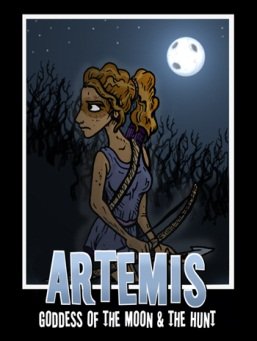 ARTEMIS
GODDESS OF THE MOON & THE HUNT